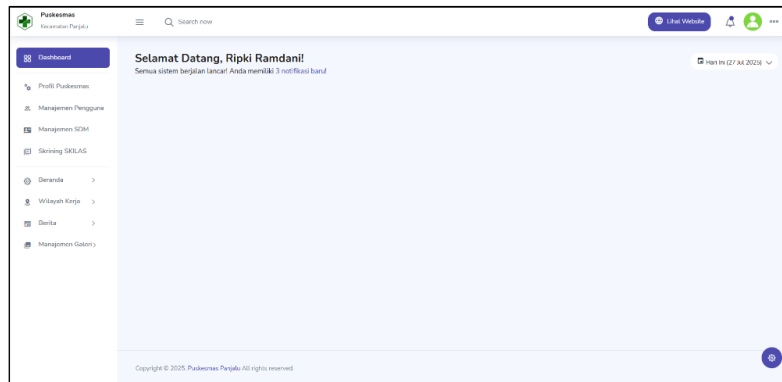 Puskesmas
Kecamatan Panjalu
Search now
Lihat Website
Dashboard
Selamat Datang, Ripki Ramdani!
Semua sistem berjalan lancar! Anda memiliki 3 notifikasi baru!
Hari Ini (27 Jul 2025)
Profil Puskesmas
Manajemen Pengguna
Manajemen SDM
Skrining SKILAS
Beranda
Wilayah Kerja
Berita
Manajemen Galeri
Copyright © 2025. Puskesmas Panjalu All rights reserved.